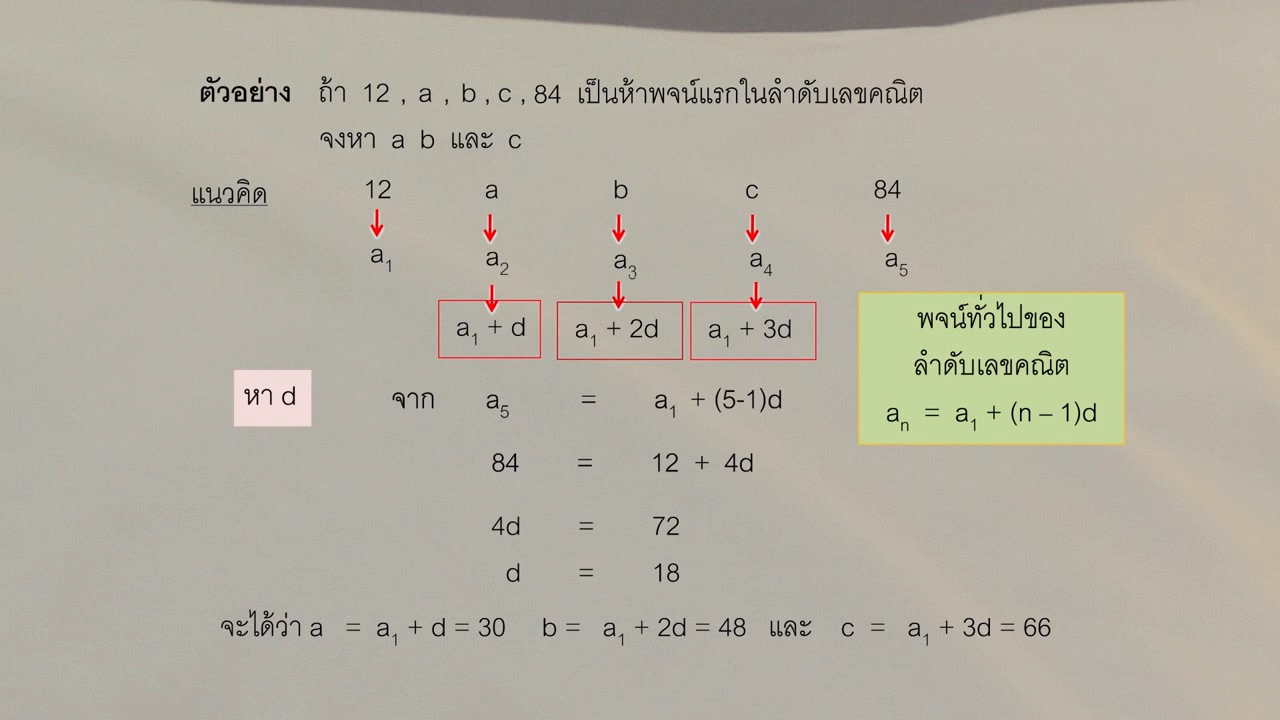 ตัวอย่าง ถ้า 12 , a , b , c , 84 เป็นห้าพจน์แรกในลำดับเลขคณิต
จงหา a b และ c
แนวคิด 12 a b c 84
a₁ a₂ a₃ a₄ a₅
a₁ + d a₁ + 2d a₁ + 3d
พจน์ทั่วไปของ
ลำดับเลขคณิต
aₙ = a₁ + (n – 1)d
หา d จาก a₅ = a₁ + (5-1)d
84 = 12 + 4d
4d = 72
d = 18
จะได้ว่า a = a₁ + d = 30 b = a₁ + 2d = 48 และ c = a₁ + 3d = 66